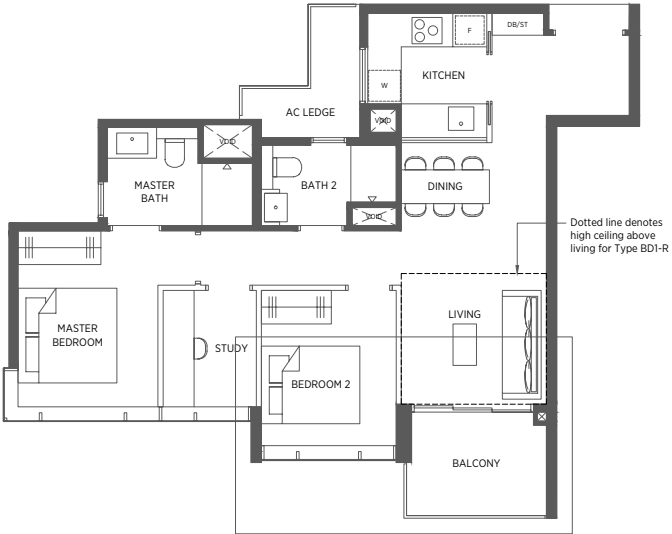 DB/ST
F
KITCHEN
W
AC LEDGE
VOID
VOID
MASTER
BATH
BATH 2
DINING
VOID
Dotted line denotes
high ceiling above
living for Type BD1-R
LIVING
MASTER
BEDROOM
STUDY
BEDROOM 2
BALCONY